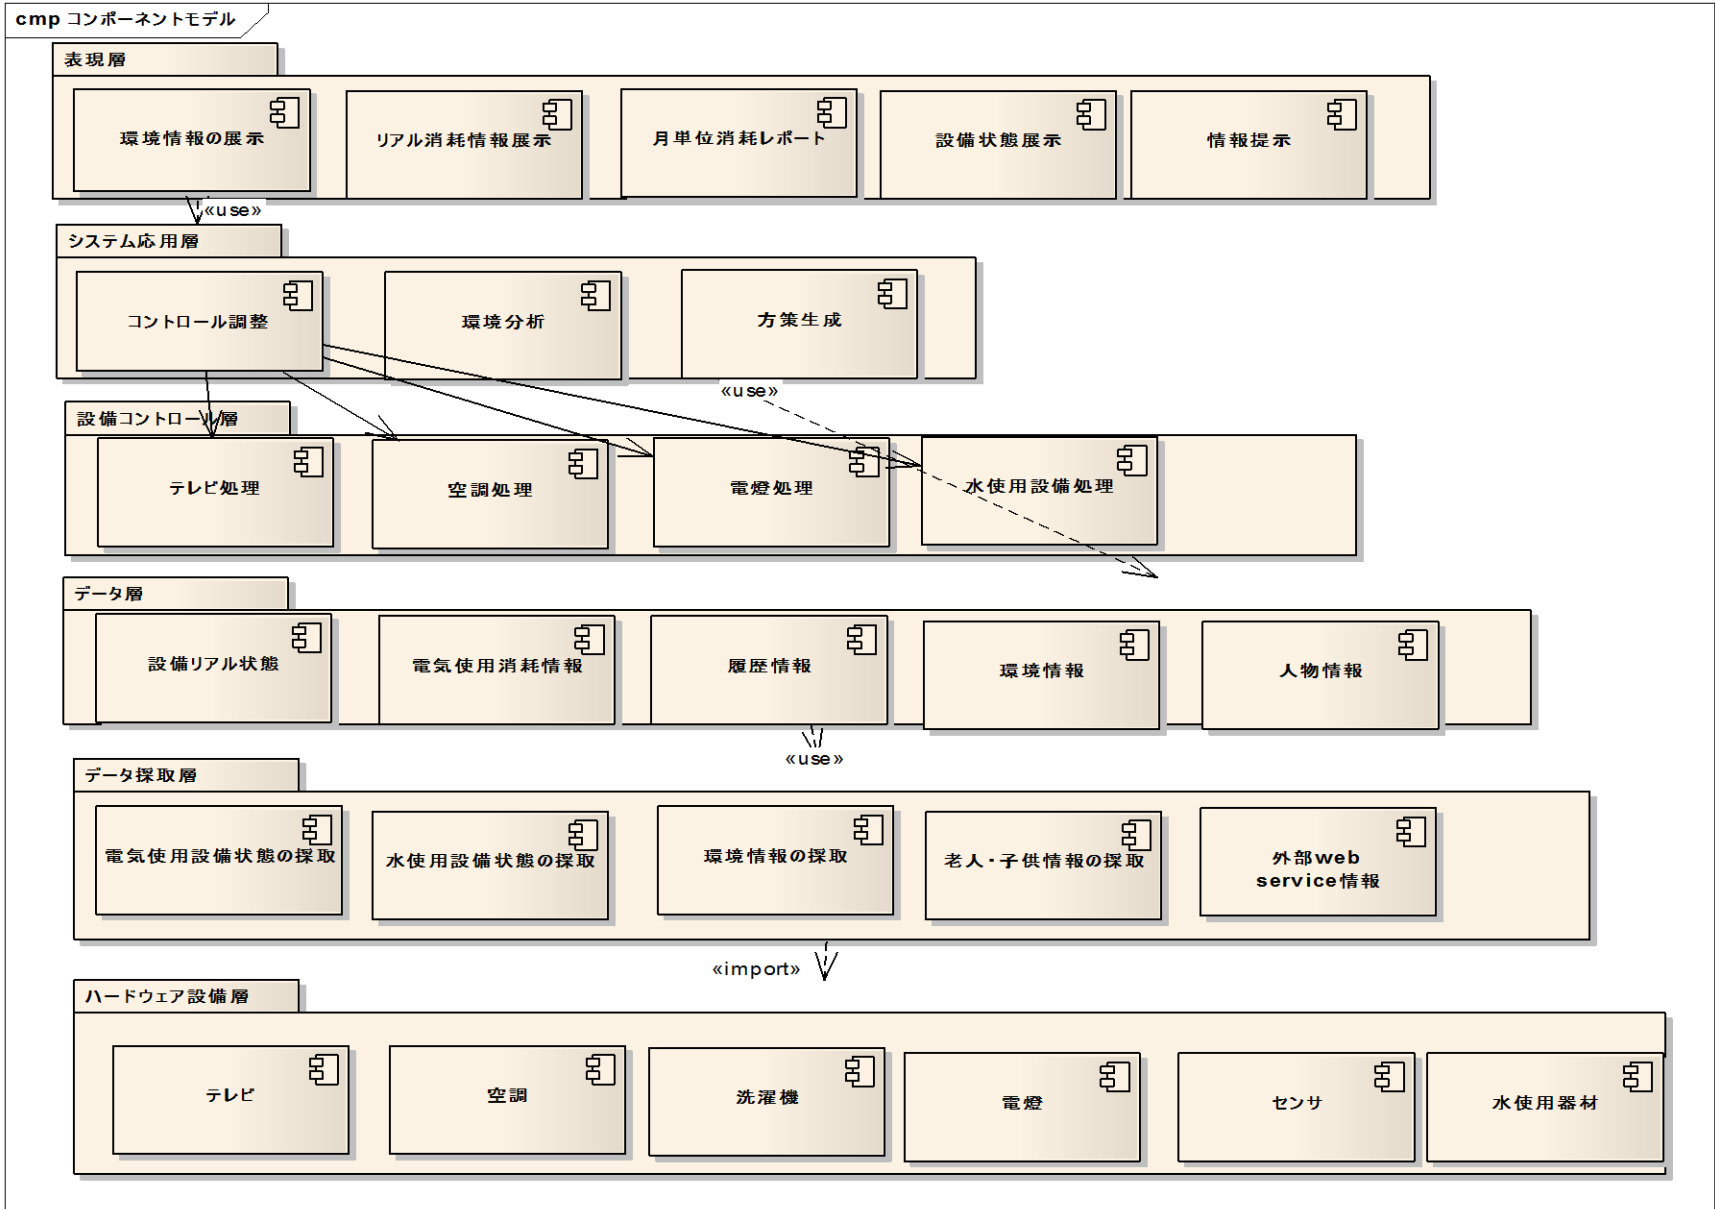 cmp コンポーネントモデル
表現層
環境情報の展示
リアル消耗情報展示
月単位消耗レポート
設備状態展示
情報提示
«use»
システム応用層
コントロール調整
環境分析
方策生成
«use»
設備コントロール層
テレビ処理
空調処理
電燈処理
水使用設備処理
データ層
設備リアル状態
電気使用消耗情報
履歴情報
環境情報
人物情報
«use»
データ採取層
電気使用設備状態の採取
水使用設備状態の採取
環境情報の採取
老人・子供情報の採取
外部web
service情報
«import»
ハードウェア設備層
テレビ
空調
洗濯機
電燈
センサ
水使用器材